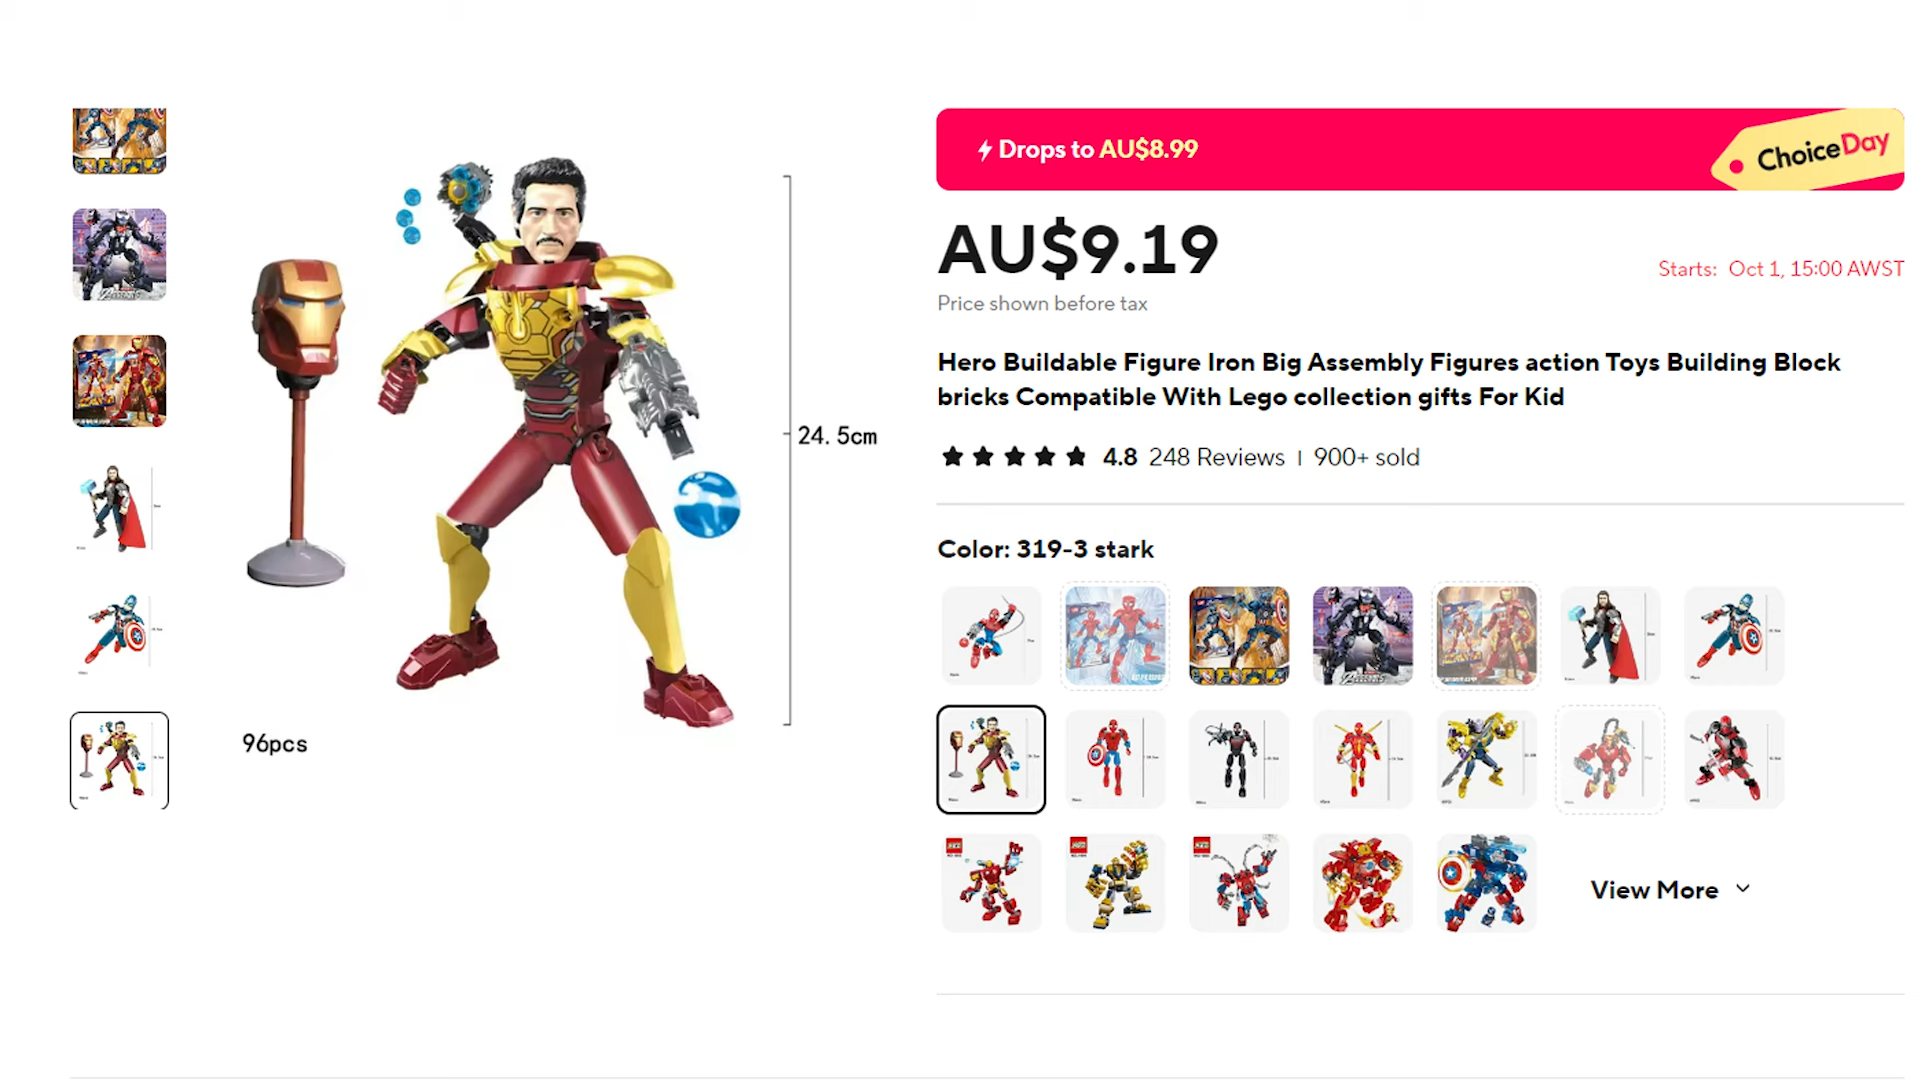 Drops to AU$8.99
ChoiceDay
AU$9.19
Starts: Oct 1, 15:00 AWST
Price shown before tax
Hero Buildable Figure Iron Big Assembly Figures action Toys Building Block
bricks Compatible With Lego collection gifts For Kid
4.8 248 Reviews | 900+ sold
24.5cm
96pcs
Color: 319-3 stark
View More